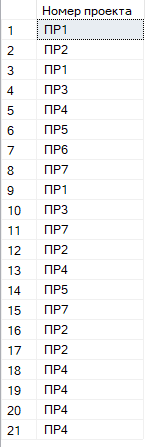 Номер проекта
1 ПР1
2 ПР2
3 ПР1
4 ПР3
5 ПР4
6 ПР5
7 ПР6
8 ПР7
9 ПР1
10 ПР3
11 ПР7
12 ПР2
13 ПР4
14 ПР5
15 ПР7
16 ПР2
17 ПР2
18 ПР4
19 ПР4
20 ПР4
21 ПР4